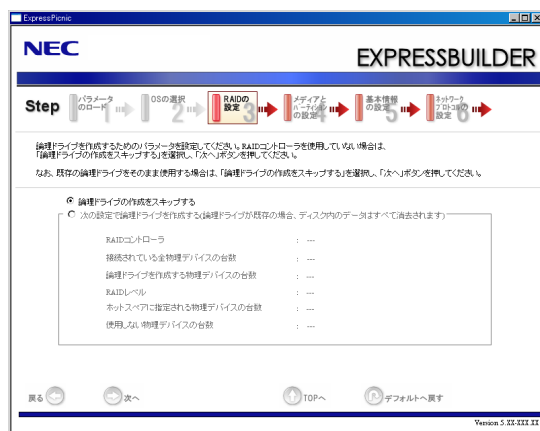 ExpressPicnic
NEC
EXPRESSBUILDER
Step
パラメータ
のロード 1
OSの選択
2
RAIDの
設定 3
メディアと
パーティション
の設定 4
基本情報
の設定 5
ネットワーク
プロトコルの
設定 6
論理ドライブを作成するためのパラメータを設定してください。RAIDコントローラを使用していない場合は、
「論理ドライブの作成をスキップする」を選択し、「次へ」ボタンを押してください。
なお、既存の論理ドライブをそのまま使用する場合は、「論理ドライブの作成をスキップする」を選択し、「次へ」ボタンを押してください。
論理ドライブの作成をスキップする
次の設定で論理ドライブを作成する(論理ドライブが既存の場合、ディスク内のデータはすべて消去されます)
RAIDコントローラ : ---
接続されている全物理デバイスの台数 : ---
論理ドライブを作成する物理デバイスの台数 : ---
RAIDレベル : ---
ホットスペアに指定される物理デバイスの台数 : ---
使用しない物理デバイスの台数 : ---
戻る 次へ TOPへ デフォルトへ戻す
Version 5.XX-XXX.XX